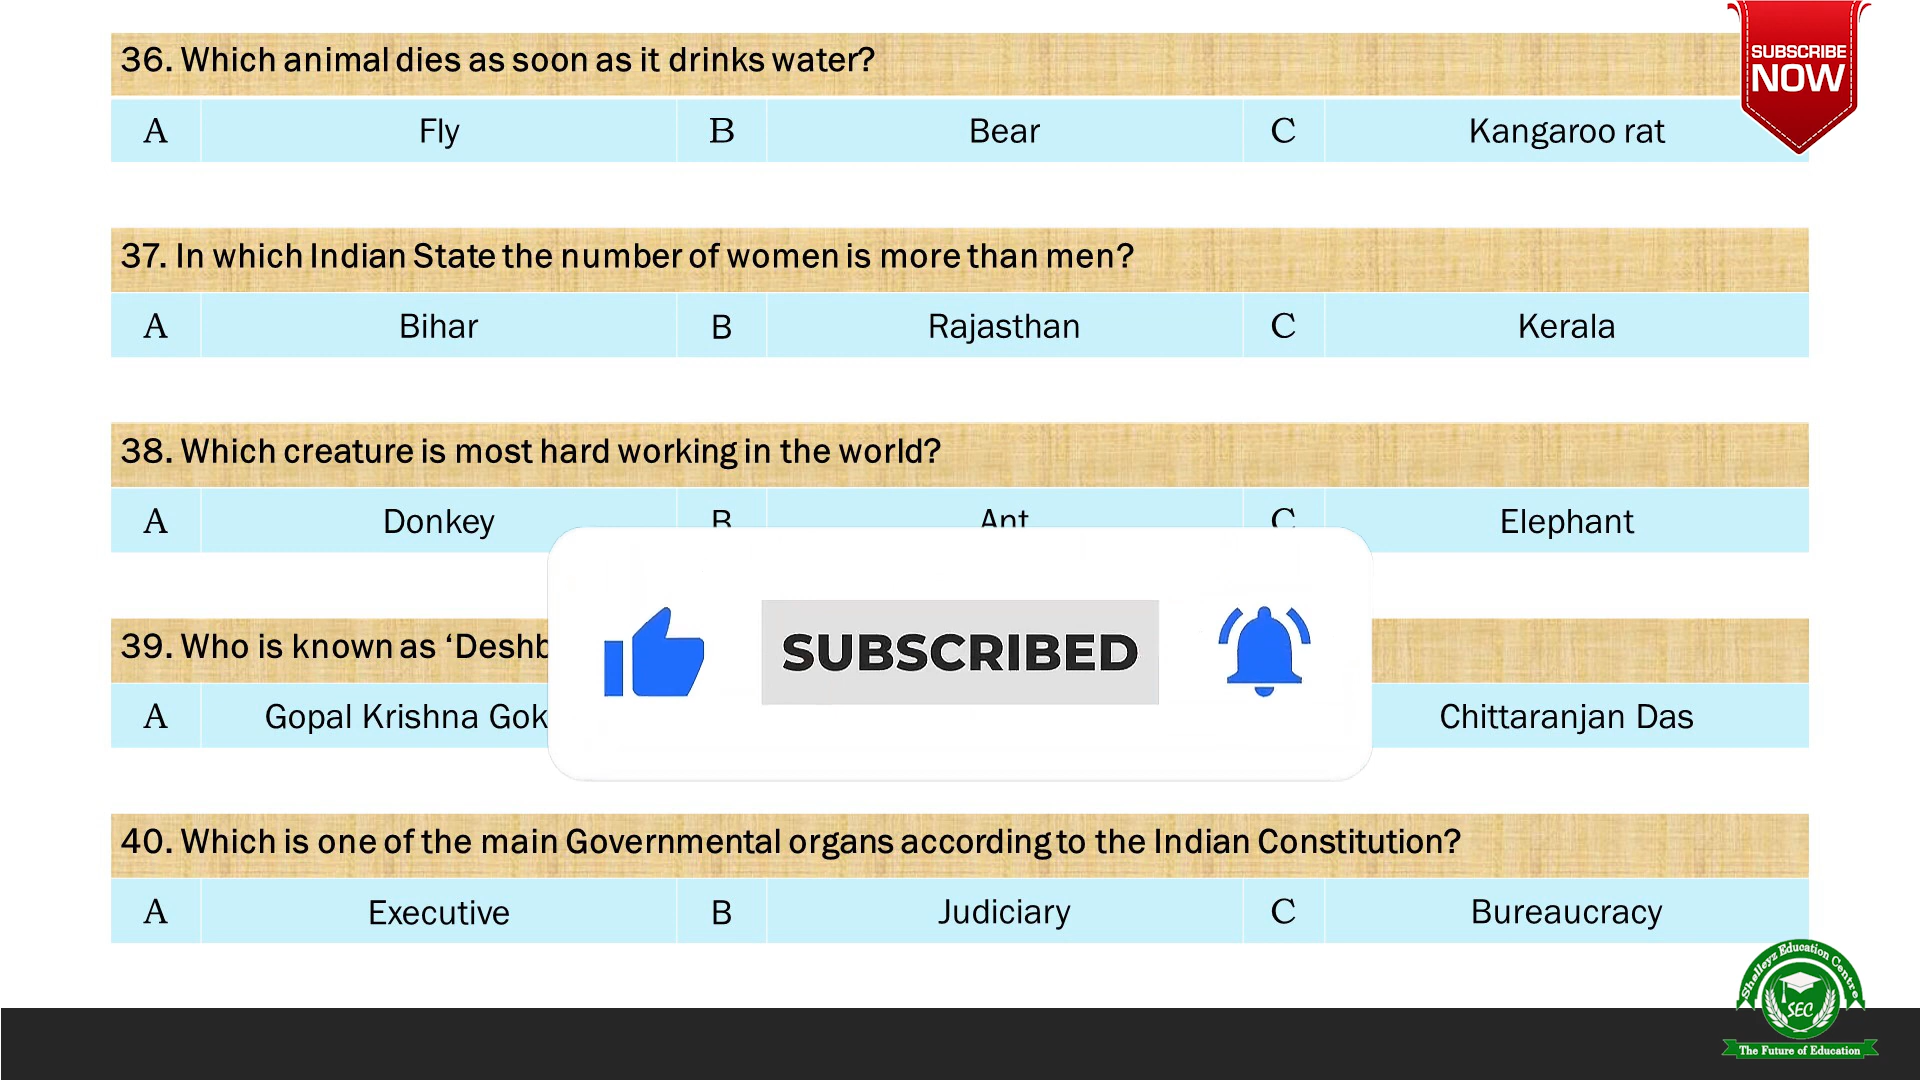 36. Which animal dies as soon as it drinks water?
SUBSCRIBE
NOW
A Fly B Bear C Kangaroo rat
37. In which Indian State the number of women is more than men?
A Bihar B Rajasthan C Kerala
38. Which creature is most hard working in the world?
A Donkey B Ant C Elephant
39. Who is known as ‘Deshb
SUBSCRIBED
A Gopal Krishna Gok Chittaranjan Das
40. Which is one of the main Governmental organs according to the Indian Constitution?
A Executive B Judiciary C Bureaucracy
Shalleyz Education Centre
SEC
The Future of Education